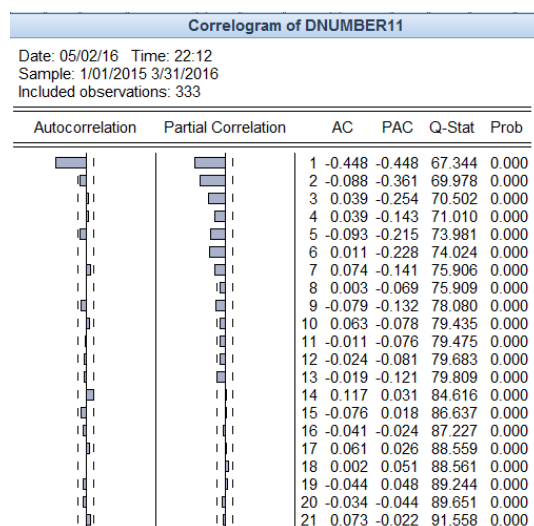 Correlogram of DNUMBER11
Date: 05/02/16 Time: 22:12
Sample: 1/01/2015 3/31/2016
Included observations: 333
Autocorrelation Partial Correlation AC PAC Q-Stat Prob
1 -0.448 -0.448 67.344 0.000
2 -0.088 -0.361 69.978 0.000
3 0.039 -0.254 70.502 0.000
4 0.039 -0.143 71.010 0.000
5 -0.093 -0.215 73.981 0.000
6 0.011 -0.228 74.024 0.000
7 0.074 -0.141 75.906 0.000
8 0.003 -0.069 75.909 0.000
9 -0.079 -0.132 78.080 0.000
10 0.063 -0.078 79.435 0.000
11 -0.011 -0.076 79.475 0.000
12 -0.024 -0.081 79.683 0.000
13 -0.019 -0.121 79.809 0.000
14 0.117 0.031 84.616 0.000
15 -0.076 0.018 86.637 0.000
16 -0.041 -0.024 87.227 0.000
17 0.061 0.026 88.559 0.000
18 0.002 0.051 88.561 0.000
19 -0.044 0.048 89.244 0.000
20 -0.034 -0.044 89.651 0.000
21 0.073 -0.022 91.558 0.000